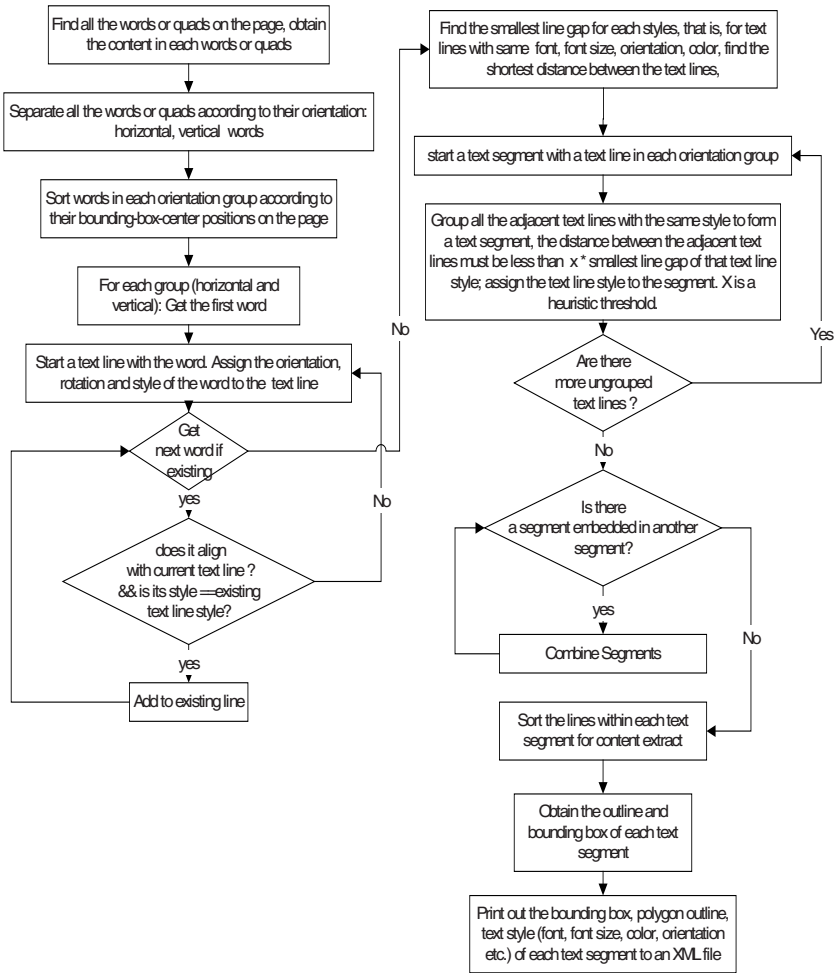 Find all the words or quads on the page, obtain
the content in each words or quads
Separate all the words or quads according to their orientation:
horizontal, vertical words
Sort words in each orientation group according to
their bounding-box-center positions on the page
For each group (horizontal and
vertical): Get the first word
Start a text line with the word. Assign the orientation,
rotation and style of the word to the text line
Get
next word if
existing
yes
No
No
does it align
with current text line ?
&& is its style ==existing
text line style?
yes
Add to existing line
Find the smallest line gap for each styles, that is, for text
lines with same font, font size, orientation, color, find the
shortest distance between the text lines,
start a text segment with a text line in each orientation group
Group all the adjacent text lines with the same style to form
a text segment, the distance between the adjacent text
lines must be less than x * smallest line gap of that text line
style; assign the text line style to the segment. X is a
heuristic threshold.
Yes
Are there
more ungrouped
text lines ?
No
Is there
a segment embedded in another
segment?
yes
No
Combine Segments
Sort the lines within each text
segment for content extract
Obtain the outline and
bounding box of each text
segment
Print out the bounding box, polygon outline,
text style (font, font size, color, orientation
etc.) of each text segment to an XML file